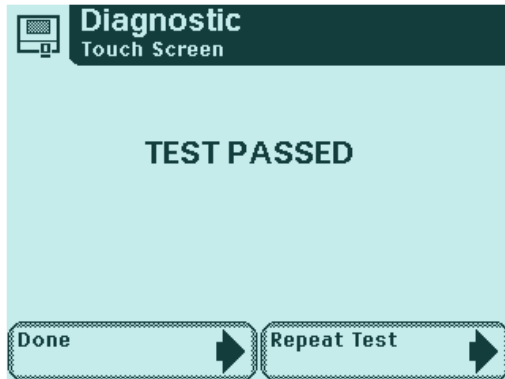 Diagnostic
Touch Screen
TEST PASSED
Done
Repeat Test